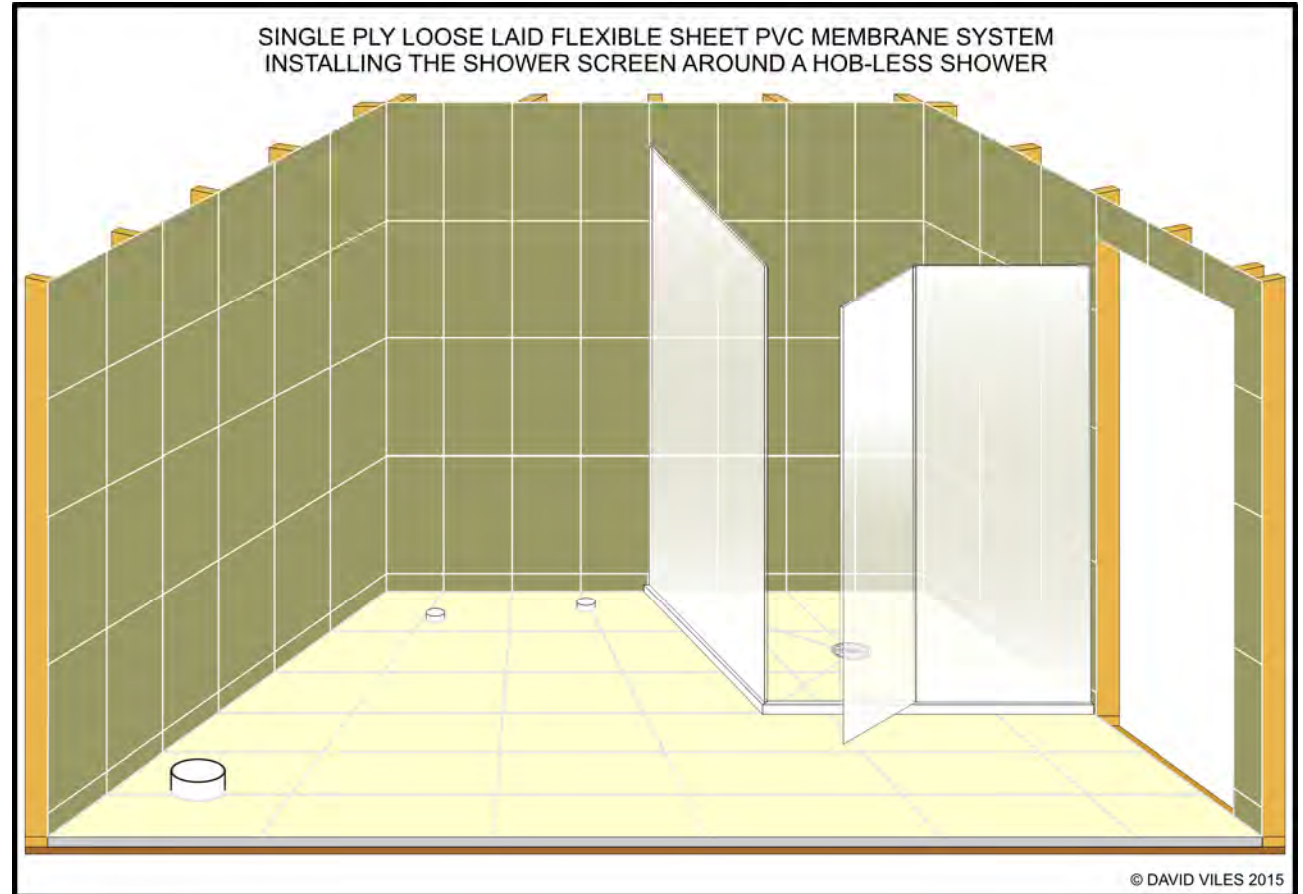 SINGLE PLY LOOSE LAID FLEXIBLE SHEET PVC MEMBRANE SYSTEM
INSTALLING THE SHOWER SCREEN AROUND A HOB-LESS SHOWER
© DAVID VILES 2015